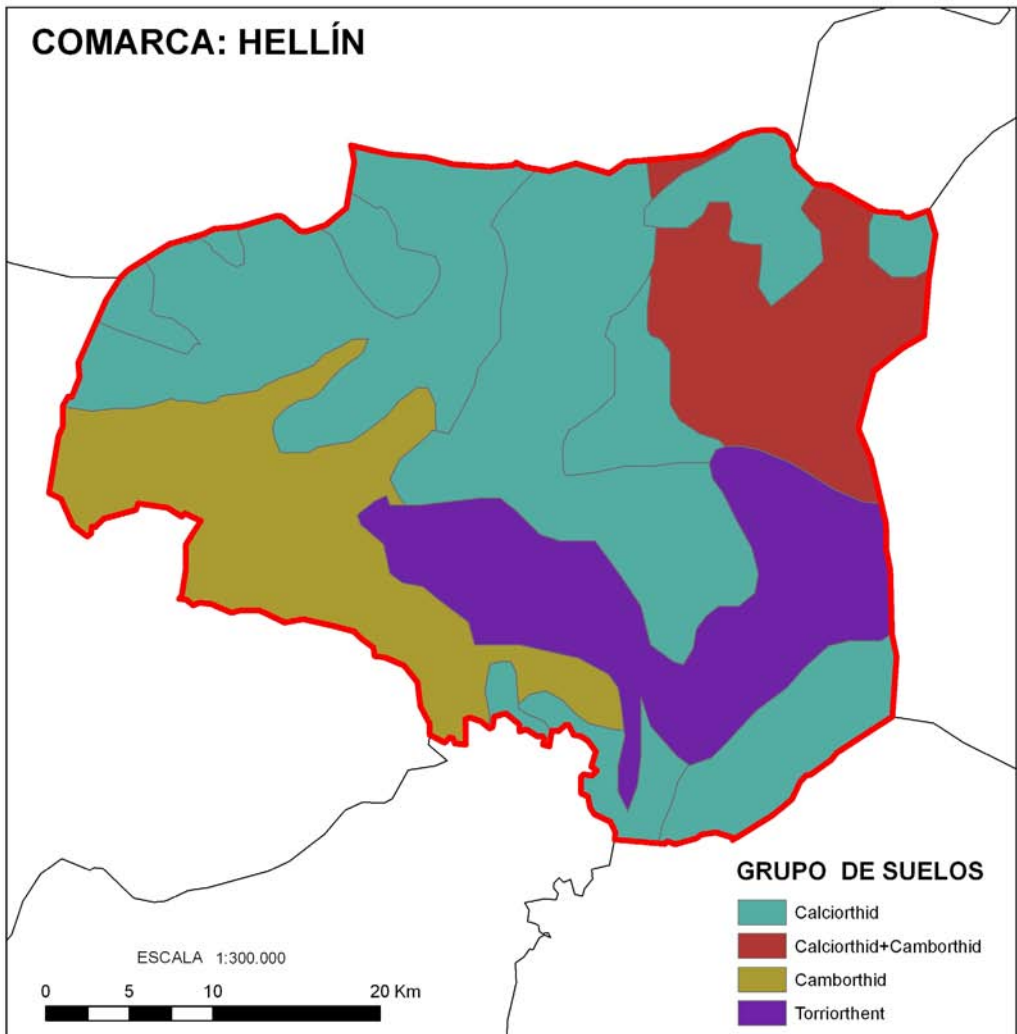 COMARCA: HELLÍN
GRUPO DE SUELOS
Calciorthid
Calciorthid+Camborthid
Camborthid
Torriorthent
ESCALA 1:300.000
0 5 10 20 Km